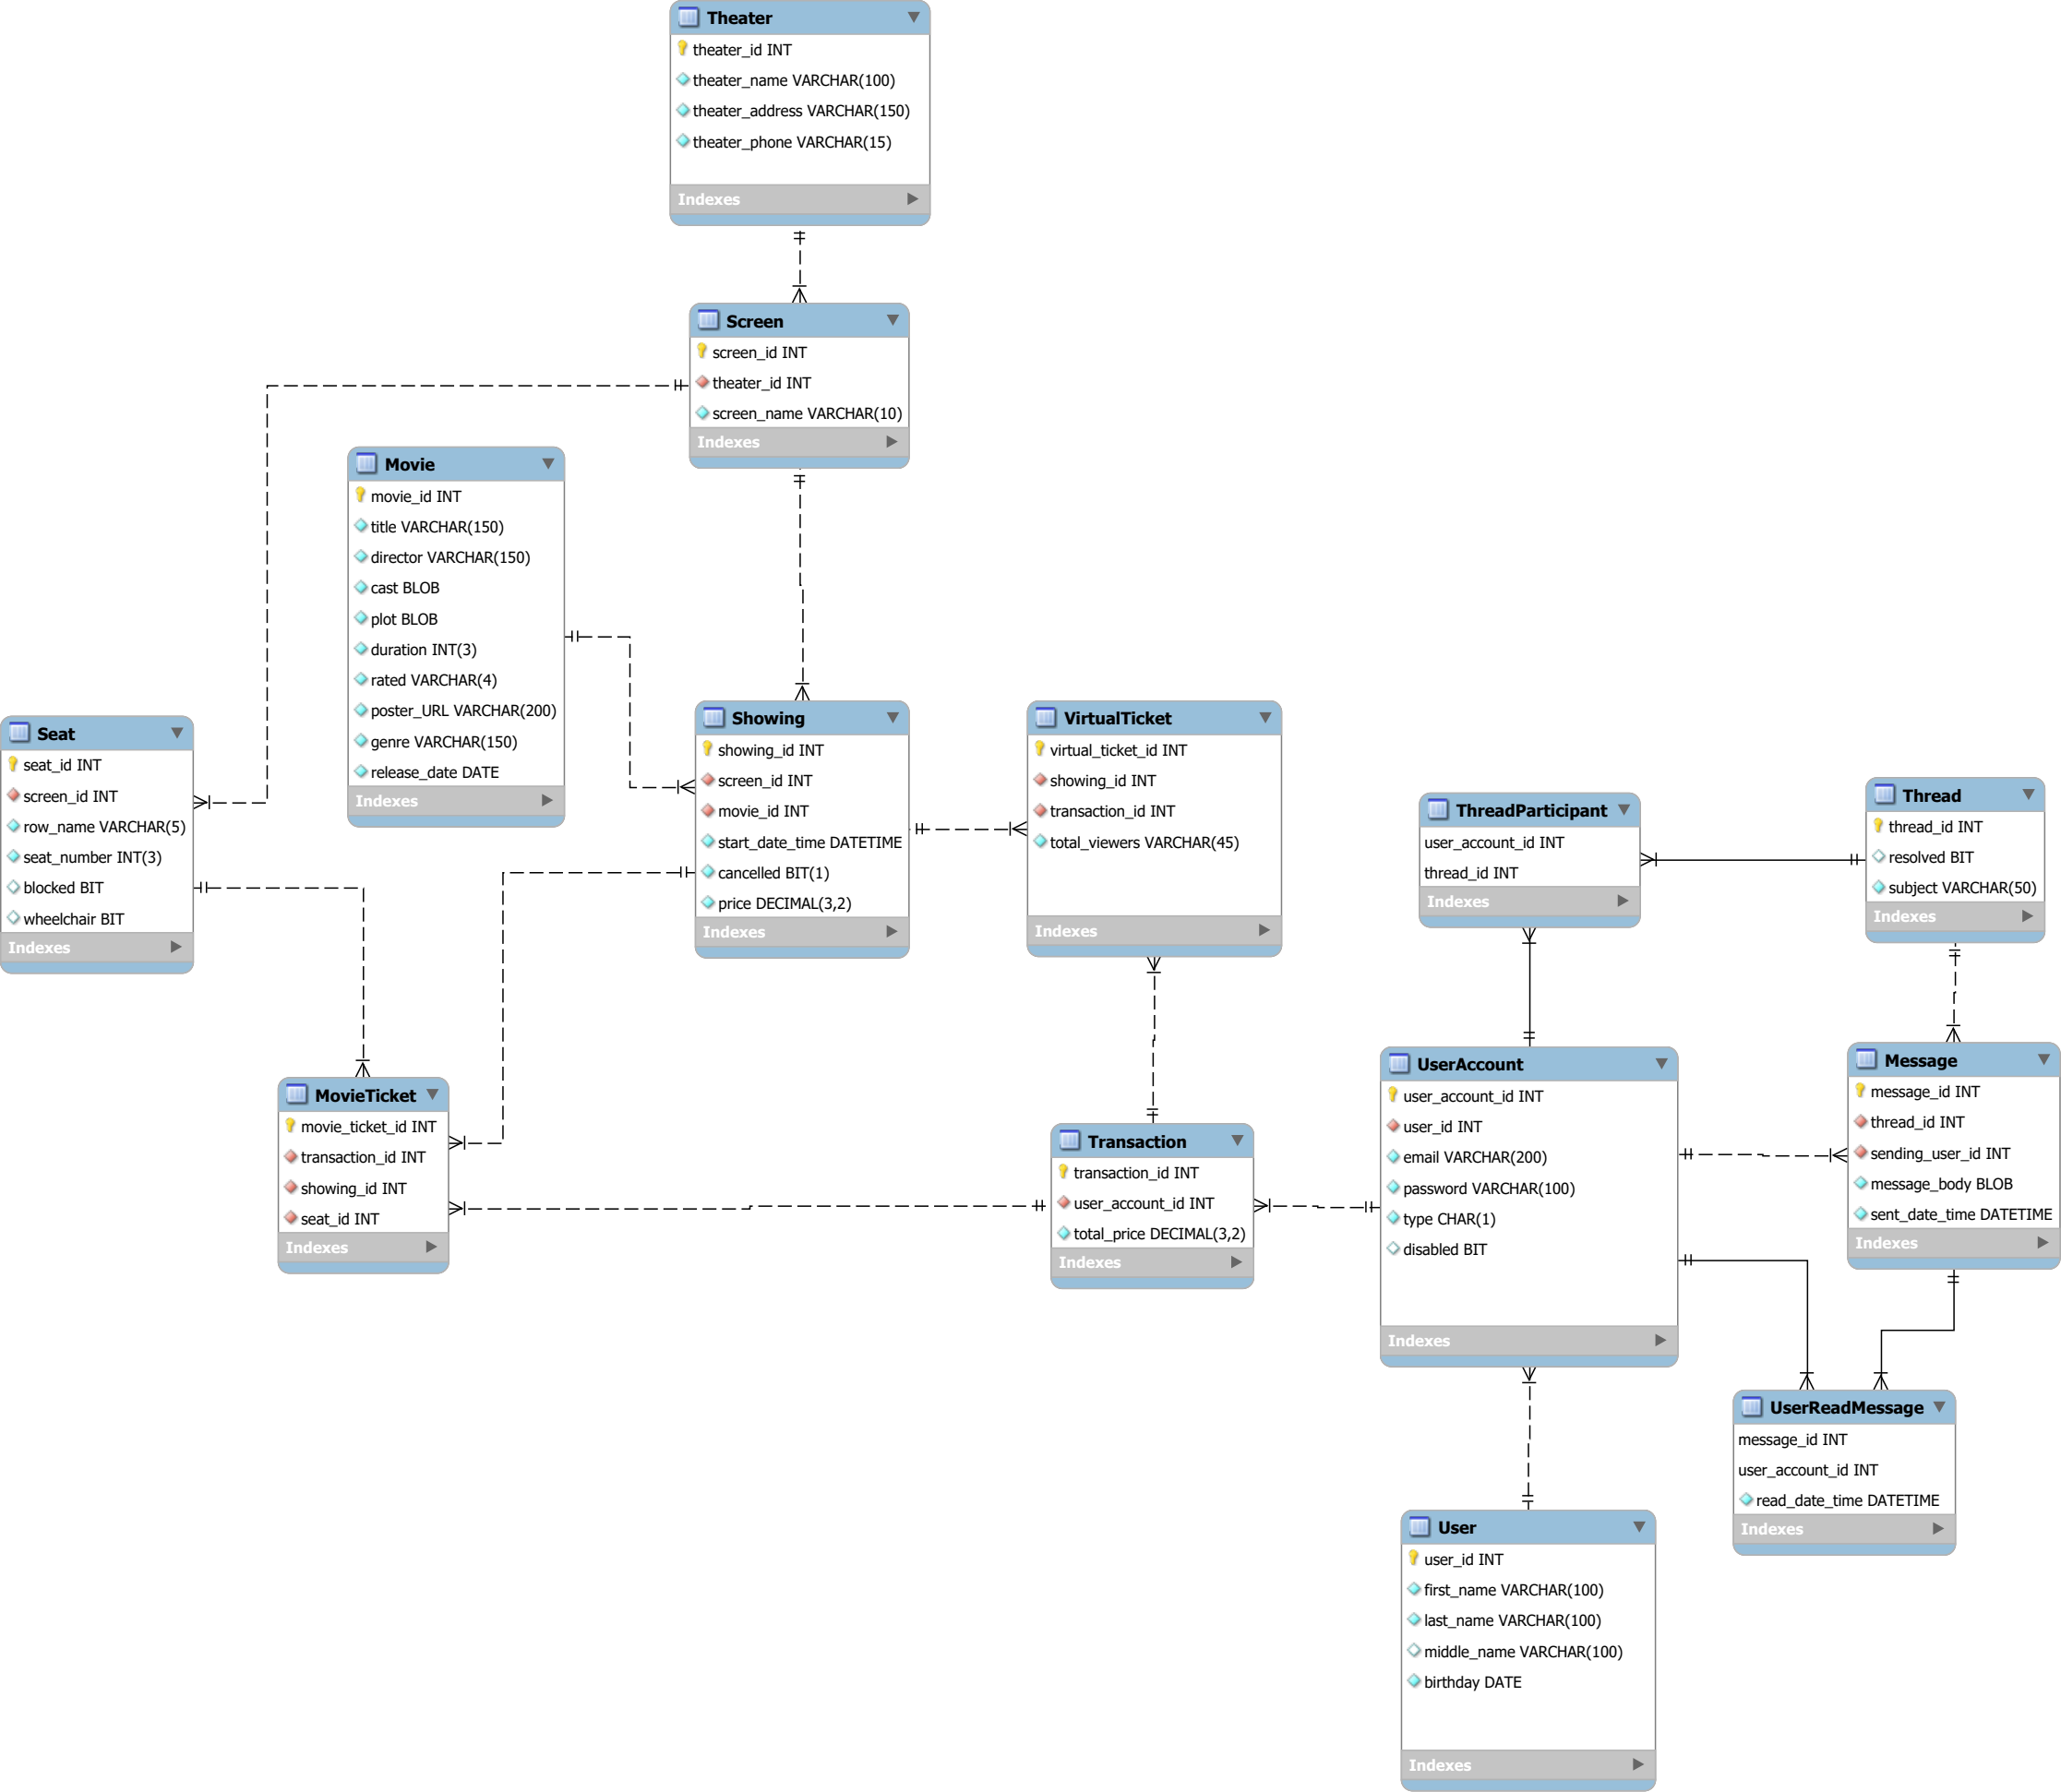 Theater
theater_id INT
theater_name VARCHAR(100)
theater_address VARCHAR(150)
theater_phone VARCHAR(15)
Indexes
Screen
screen_id INT
theater_id INT
screen_name VARCHAR(10)
Indexes
Movie
movie_id INT
title VARCHAR(150)
director VARCHAR(150)
cast BLOB
plot BLOB
duration INT(3)
rated VARCHAR(4)
poster_URL VARCHAR(200)
genre VARCHAR(150)
release_date DATE
Indexes
Seat
seat_id INT
screen_id INT
row_name VARCHAR(5)
seat_number INT(3)
blocked BIT
wheelchair BIT
Indexes
Showing
showing_id INT
screen_id INT
movie_id INT
start_date_time DATETIME
cancelled BIT(1)
price DECIMAL(3,2)
Indexes
VirtualTicket
virtual_ticket_id INT
showing_id INT
transaction_id INT
total_viewers VARCHAR(45)
Indexes
ThreadParticipant
user_account_id INT
thread_id INT
Indexes
Thread
thread_id INT
resolved BIT
subject VARCHAR(50)
Indexes
MovieTicket
movie_ticket_id INT
transaction_id INT
showing_id INT
seat_id INT
Indexes
Transaction
transaction_id INT
user_account_id INT
total_price DECIMAL(3,2)
Indexes
UserAccount
user_account_id INT
user_id INT
email VARCHAR(200)
password VARCHAR(100)
type CHAR(1)
disabled BIT
Indexes
Message
message_id INT
thread_id INT
sending_user_id INT
message_body BLOB
sent_date_time DATETIME
Indexes
UserReadMessage
message_id INT
user_account_id INT
read_date_time DATETIME
Indexes
User
user_id INT
first_name VARCHAR(100)
last_name VARCHAR(100)
middle_name VARCHAR(100)
birthday DATE
Indexes